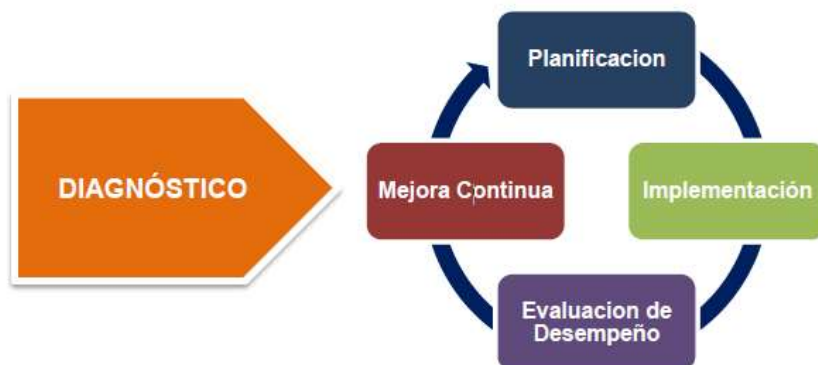 Planificacion
DIAGNÓSTICO
Mejora Continua
Implementación
Evaluacion de
Desempeño